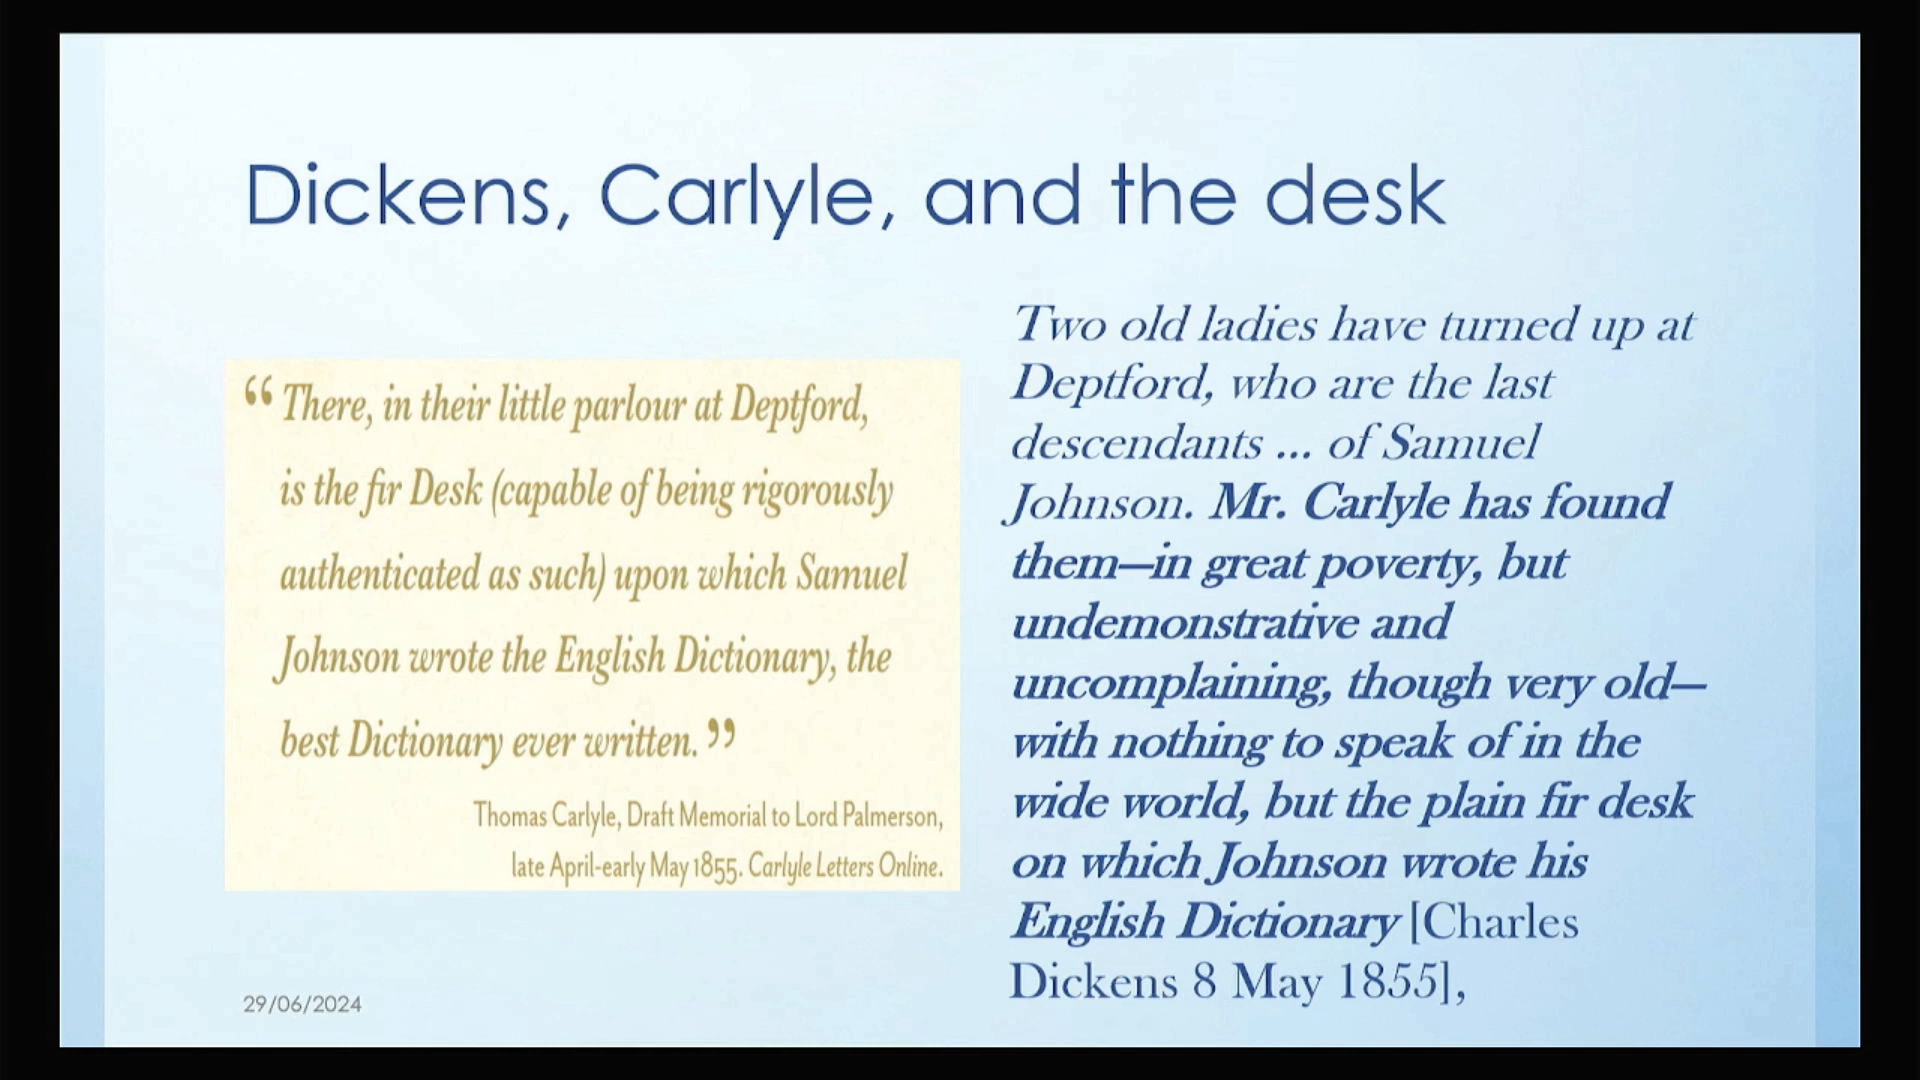 Dickens, Carlyle, and the desk
“There, in their little parlour at Deptford,
is the fir Desk (capable of being rigorously
authenticated as such) upon which Samuel
Johnson wrote the English Dictionary, the
best Dictionary ever written.”
Thomas Carlyle, Draft Memorial to Lord Palmerson,
late April-early May 1855. Carlyle Letters Online.
Two old ladies have turned up at
Deptford, who are the last
descendants ... of Samuel
Johnson. Mr. Carlyle has found
them—in great poverty, but
undemonstrative and
uncomplaining, though very old—
with nothing to speak of in the
wide world, but the plain fir desk
on which Johnson wrote his
English Dictionary [Charles
Dickens 8 May 1855],
29/06/2024